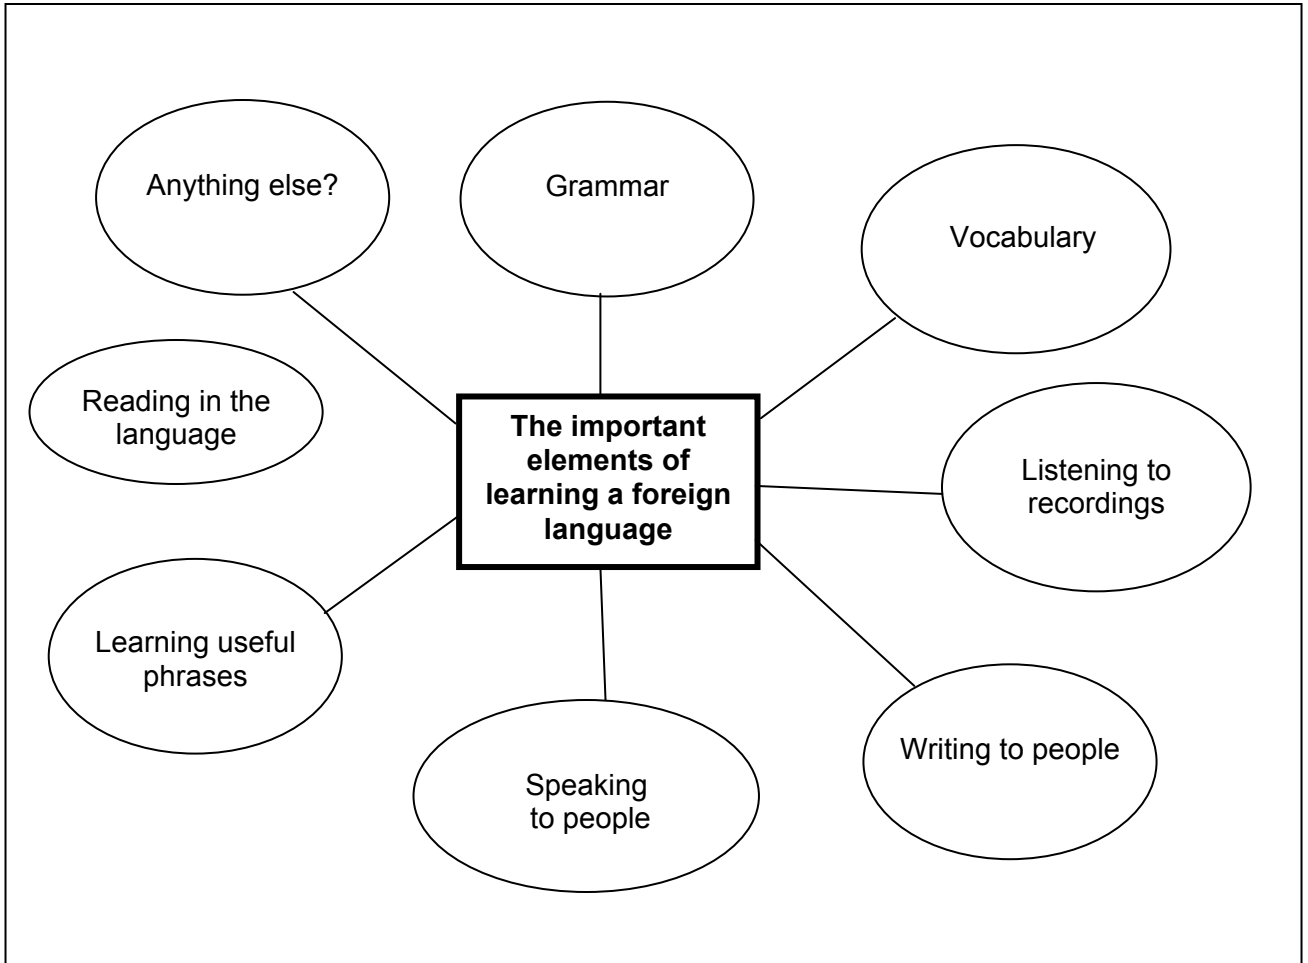 Anything else?
Grammar
Vocabulary
Reading in the
language
The important
elements of
learning a foreign
language
Listening to
recordings
Learning useful
phrases
Speaking
to people
Writing to people